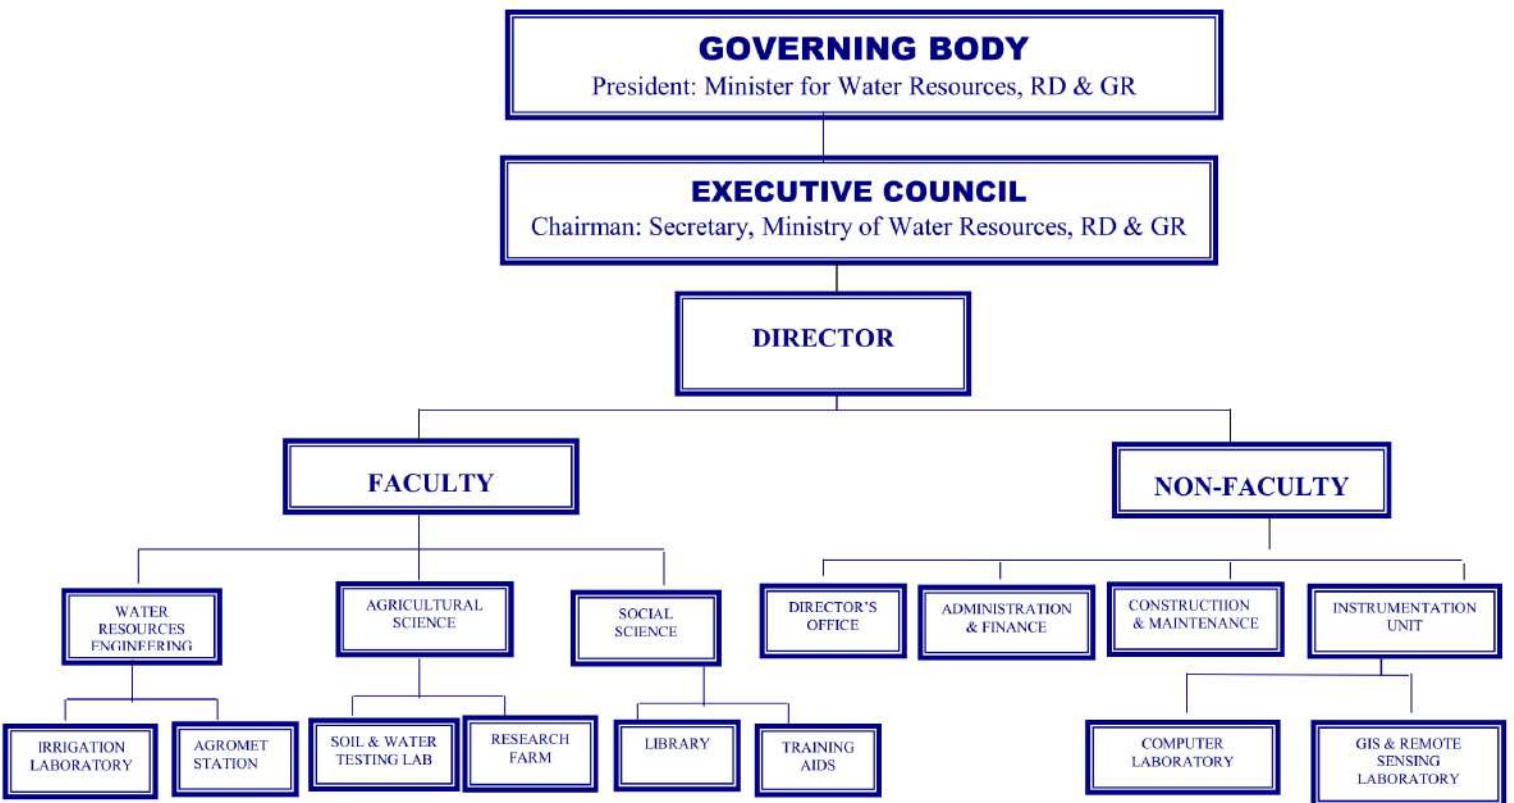 GOVERNING BODY
President: Minister for Water Resources, RD & GR
EXECUTIVE COUNCIL
Chairman: Secretary, Ministry of Water Resources, RD & GR
DIRECTOR
FACULTY
NON-FACULTY
WATER
RESOURCES
ENGINEERING
AGRICULTURAL
SCIENCE
SOCIAL
SCIENCE
DIRECTOR'S
OFFICE
ADMINISTRATION
& FINANCE
CONSTRUCTIION
& MAINTENANCE
INSTRUMENTATION
UNIT
IRRIGATION
LABORATORY
AGROMET
STATION
SOIL & WATER
TESTING LAB
RESEARCH
FARM
LIBRARY
TRAINING
AIDS
COMPUTER
LABORATORY
GIS & REMOTE
SENSING
LABORATORY